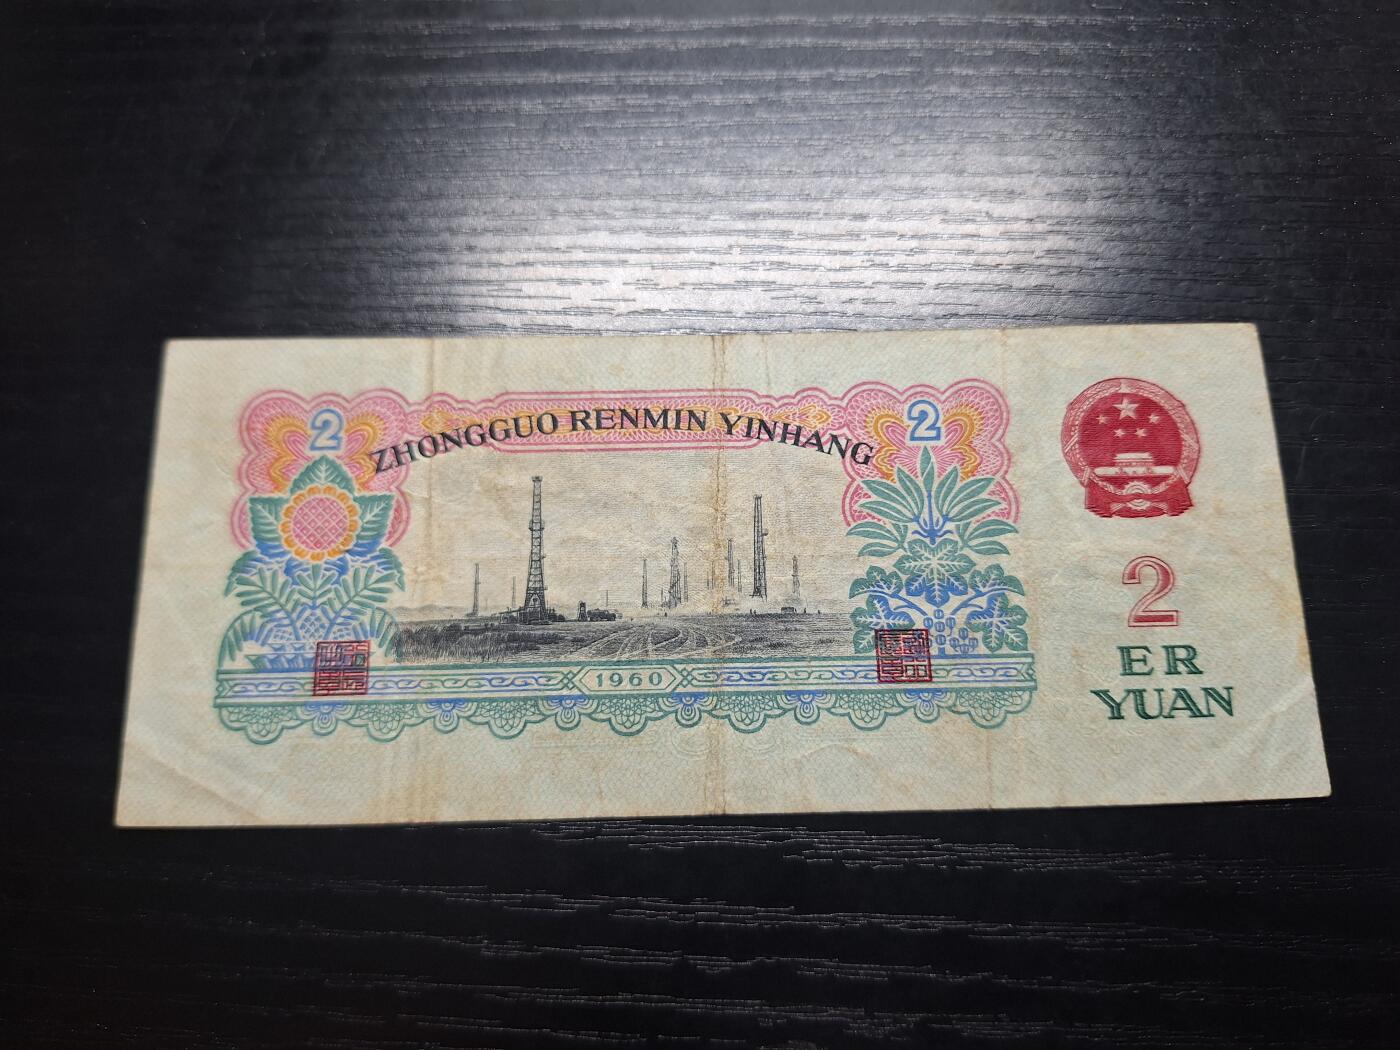 2
2
ZHONGGUO RENMIN YINHANG
1960
2
ER
YUAN